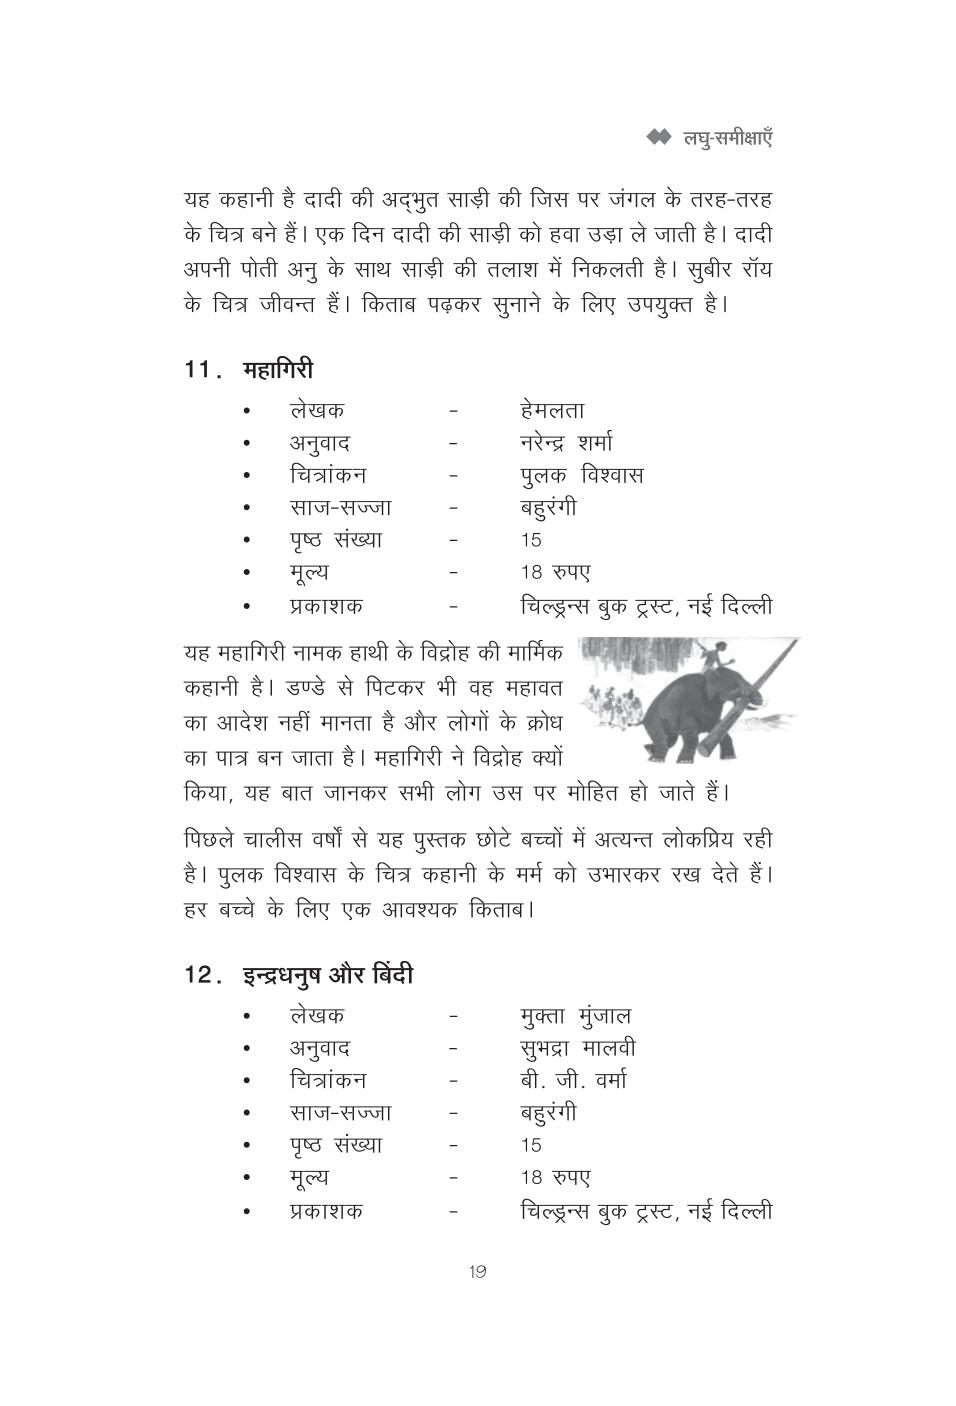 लघु-समीक्षाएँ
यह कहानी है दादी की अद्‌भुत साड़ी की जिस पर जंगल के तरह-तरह
के चित्र बने हैं। एक दिन दादी की साड़ी को हवा उड़ा ले जाती है। दादी
अपनी पोती अनु के साथ साड़ी की तलाश में निकलती है। सुबीर रॉय
के चित्र जीवन्त हैं। किताब पढ़कर सुनाने के लिए उपयुक्त है।
11. महागिरी
• लेखक - हेमलता
• अनुवाद - नरेन्द्र शर्मा
• चित्रांकन - पुलक विश्वास
• साज-सज्जा - बहुरंगी
• पृष्ठ संख्या - 15
• मूल्य - 18 रुपए
• प्रकाशक - चिल्ड्रन्स बुक ट्रस्ट, नई दिल्ली
यह महागिरी नामक हाथी के विद्रोह की मार्मिक
कहानी है। डण्डे से पिटकर भी वह महावत
का आदेश नहीं मानता है और लोगों के क्रोध
का पात्र बन जाता है। महागिरी ने विद्रोह क्यों
किया, यह बात जानकर सभी लोग उस पर मोहित हो जाते हैं।
पिछले चालीस वर्षों से यह पुस्तक छोटे बच्चों में अत्यन्त लोकप्रिय रही
है। पुलक विश्वास के चित्र कहानी के मर्म को उभारकर रख देते हैं।
हर बच्चे के लिए एक आवश्यक किताब।
12. इन्द्रधनुष और बिंदी
• लेखक - मुक्ता मुंजाल
• अनुवाद - सुभद्रा मालवी
• चित्रांकन - बी. जी. वर्मा
• साज-सज्जा - बहुरंगी
• पृष्ठ संख्या - 15
• मूल्य - 18 रुपए
• प्रकाशक - चिल्ड्रन्स बुक ट्रस्ट, नई दिल्ली
19